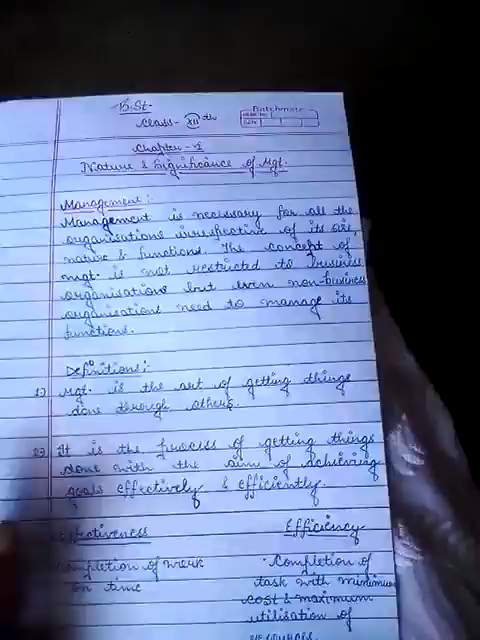 B.St.
Class - XII th
Batchmate
Chapter - 1
Nature & Significance of Mgt.
Management :
Management is necessary for all the
organisations irrespective of its size,
nature & functions. The concept of
mgt. is not restricted to business
organisations but even non-business
organisations need to manage its
functions.
Definitions :
1) Mgt. is the art of getting things
done through others.
2) It is the process of getting things
done with the aim of achieving
goals effectively & efficiently.
Effectiveness Efficiency
Completion of work Completion of
on time task with minimum
cost & maximum
utilisation of
resources.